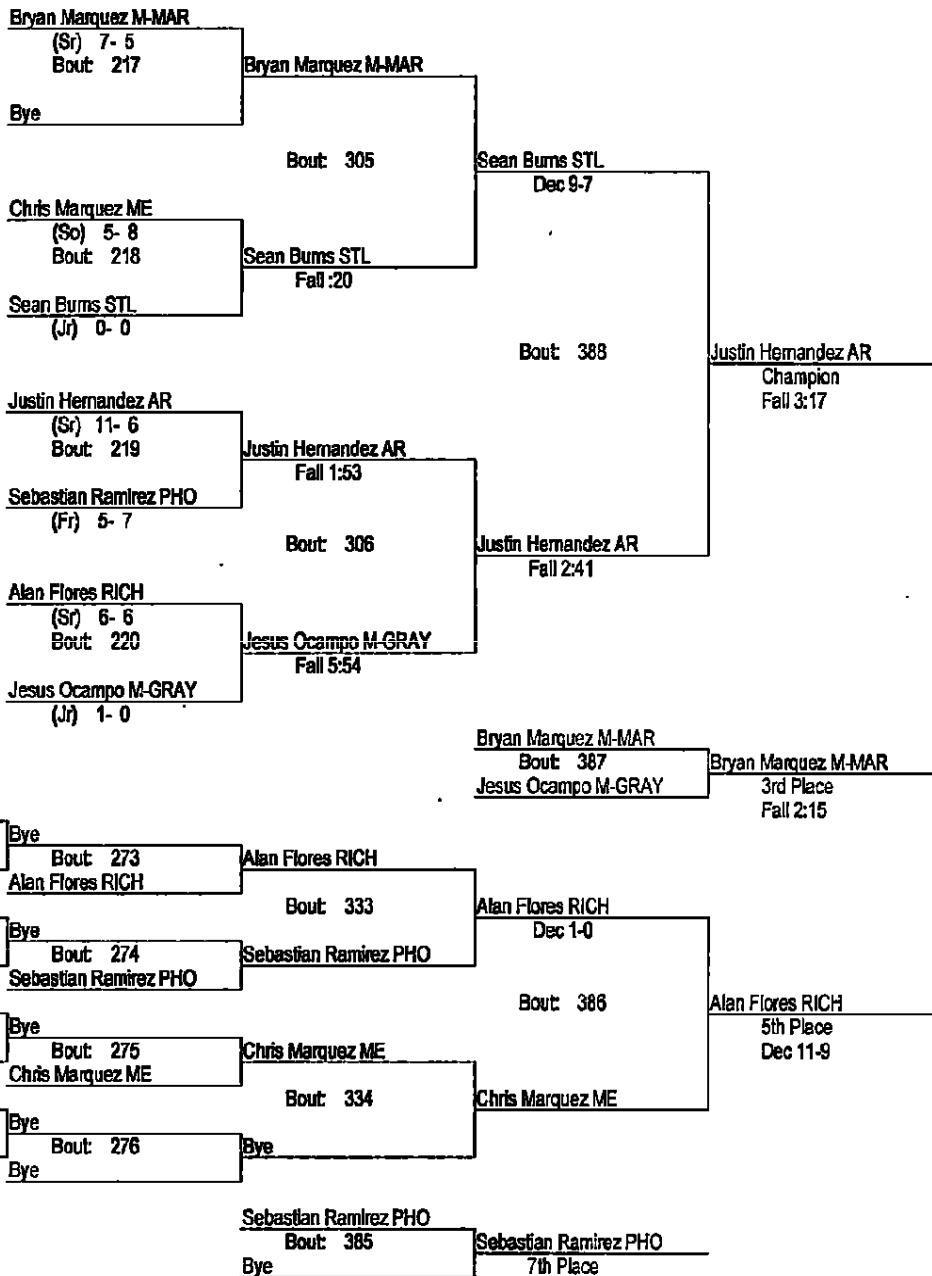 Bryan Marquez M-MAR
(Sr) 7- 5
Bout: 217
Bryan Marquez M-MAR
Bye
Bout: 305
Sean Burns STL
Dec 9-7
Chris Marquez ME
(So) 5- 8
Bout: 218
Sean Burns STL
Fall :20
Sean Burns STL
(Jr) 0- 0
Bout: 388
Justin Hernandez AR
Champion
Fall 3:17
Justin Hernandez AR
(Sr) 11- 6
Bout: 219
Justin Hernandez AR
Fall 1:53
Sebastian Ramirez PHO
(Fr) 5- 7
Bout: 306
Justin Hernandez AR
Fall 2:41
Alan Flores RICH
(Sr) 6- 6
Bout: 220
Jesus Ocampo M-GRAY
Fall 5:54
Jesus Ocampo M-GRAY
(Jr) 1- 0
Bryan Marquez M-MAR
Bout: 387
Jesus Ocampo M-GRAY
Bryan Marquez M-MAR
3rd Place
Fall 2:15
Bye
Bout: 273
Alan Flores RICH
Alan Flores RICH
Bout: 333
Alan Flores RICH
Dec 1-0
Bye
Bout: 274
Sebastian Ramirez PHO
Sebastian Ramirez PHO
Bout: 386
Alan Flores RICH
5th Place
Dec 11-9
Bye
Bout: 275
Chris Marquez ME
Chris Marquez ME
Bout: 334
Chris Marquez ME
Bye
Bout: 276
Bye
Bye
Sebastian Ramirez PHO
Bout: 385
Bye
Sebastian Ramirez PHO
7th Place